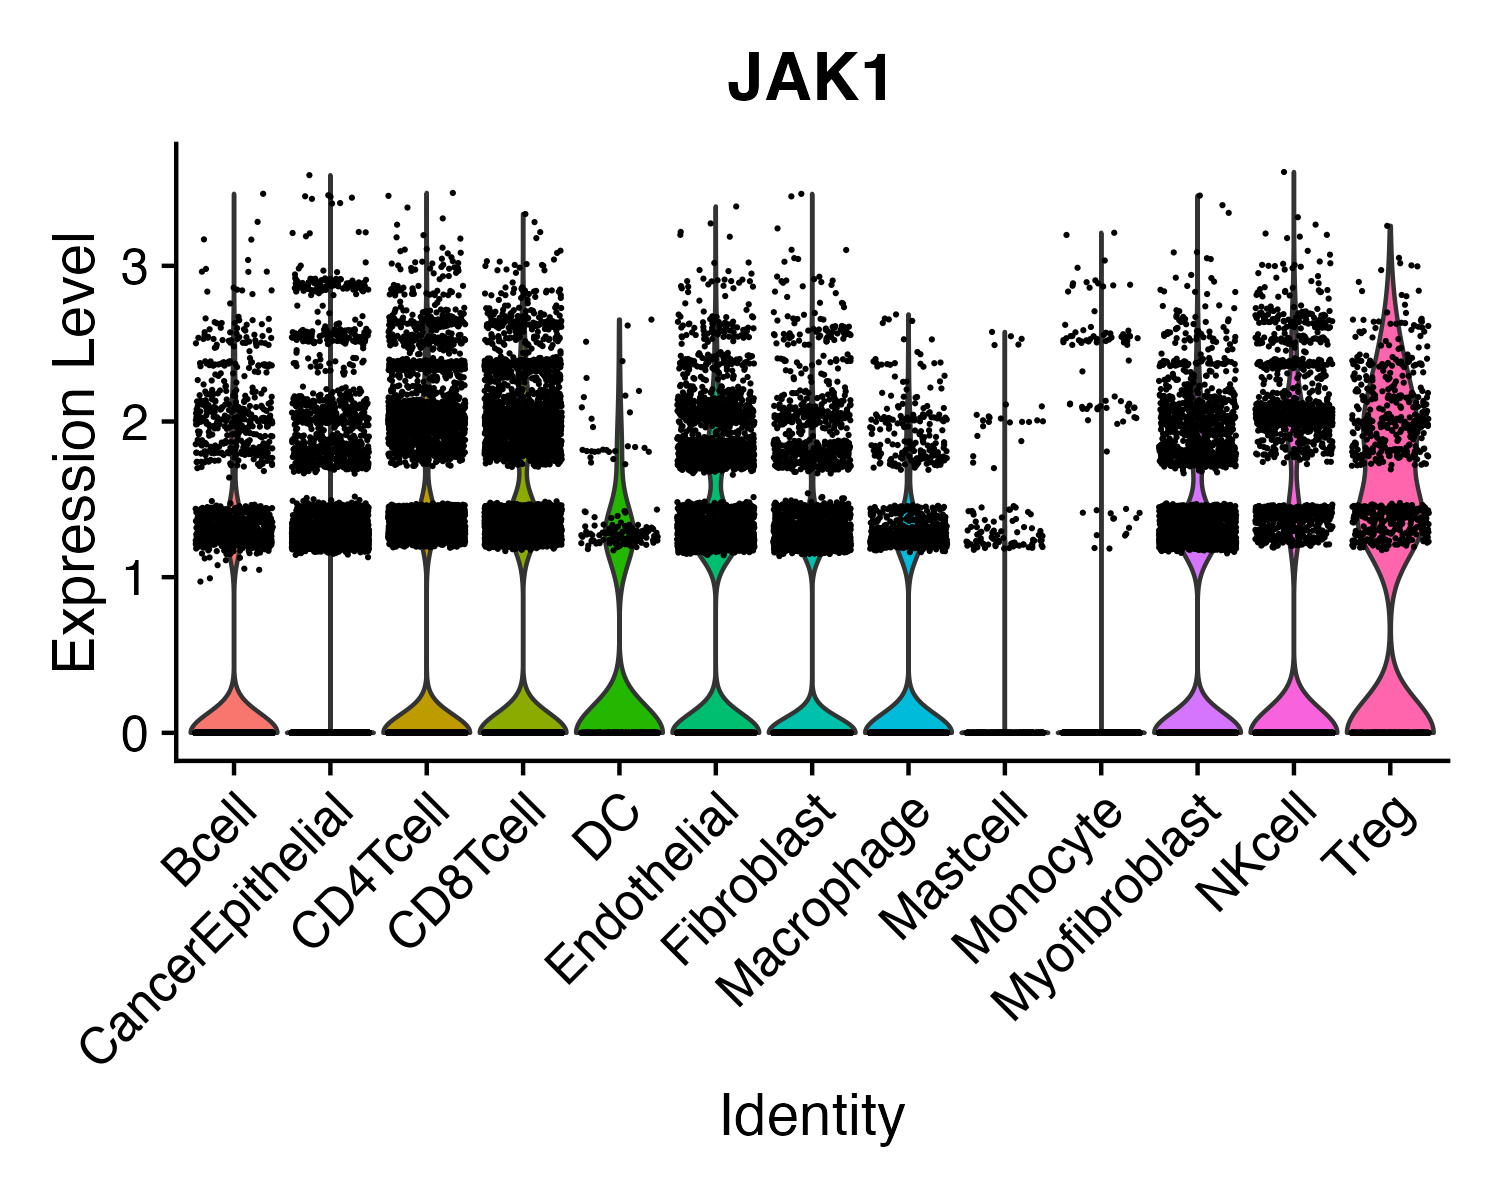 JAK1
Expression Level
3
2
1
0
Bcell
CancerEpithelial
CD4Tcell
CD8Tcell
DC
Endothelial
Fibroblast
Macrophage
Mastcell
Monocyte
Myofibroblast
NKcell
Treg
Identity